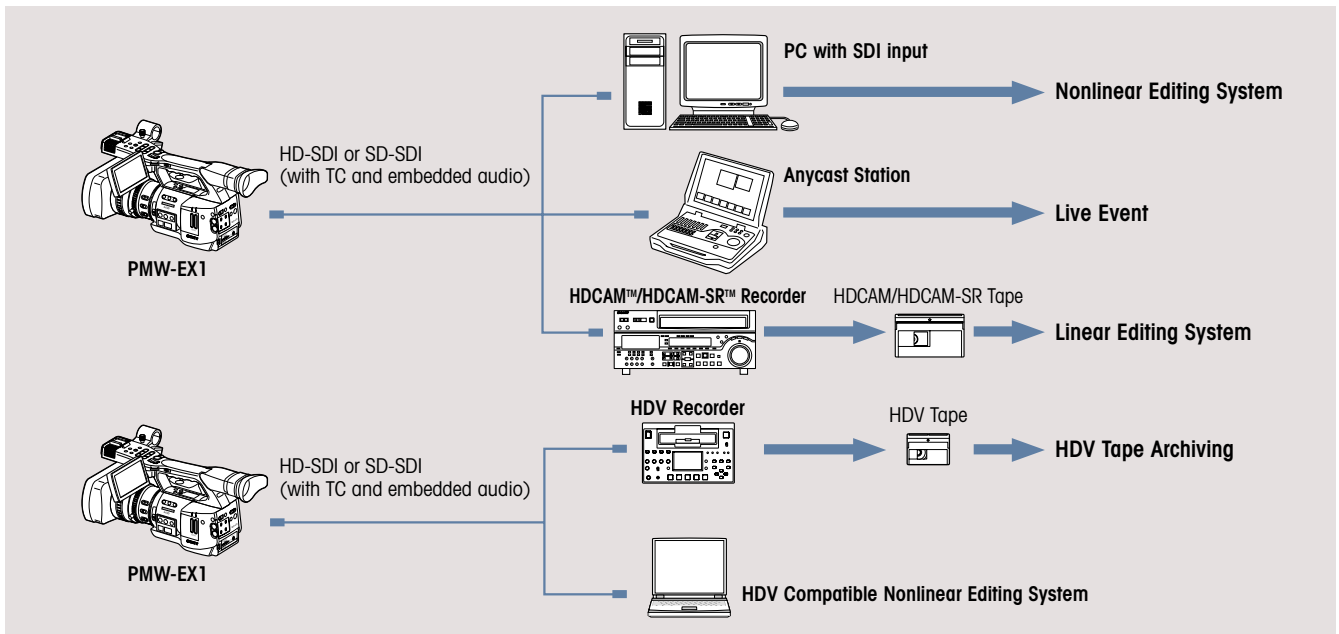 PC with SDI input
Nonlinear Editing System
HD-SDI or SD-SDI
(with TC and embedded audio)
PMW-EX1
Anycast Station
Live Event
HDCAM™/HDCAM-SR™ Recorder
HDCAM/HDCAM-SR Tape
Linear Editing System
HDV Recorder
HDV Tape
HDV Tape Archiving
HD-SDI or SD-SDI
(with TC and embedded audio)
PMW-EX1
HDV Compatible Nonlinear Editing System